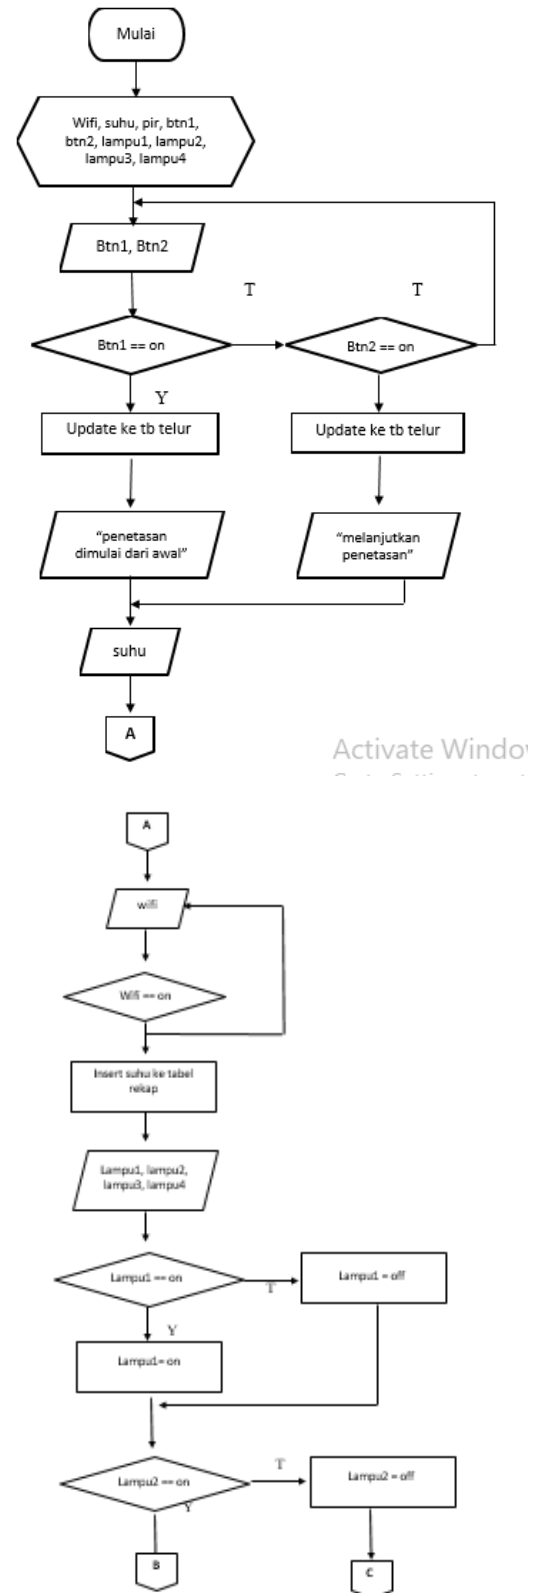 Mulai
Wifi, suhu, pir, btn1,
btn2, lampu1, lampu2,
lampu3, lampu4
Btn1, Btn2
T
T
Btn1 == on
Btn2 == on
Y
Update ke tb telur
Update ke tb telur
"penetasan
dimulai dari awal"
"melanjutkan
penetasan"
suhu
A
Activate Windo
A
wifi
Wifi == on
Insert suhu ke tabel
rekap
Lampu1, lampu2,
lampu3, lampu4
Lampu1 == on
T
Lampu1 = off
Y
Lampu1= on
Lampu2 == on
T
Lampu2 = off
Y
B
C